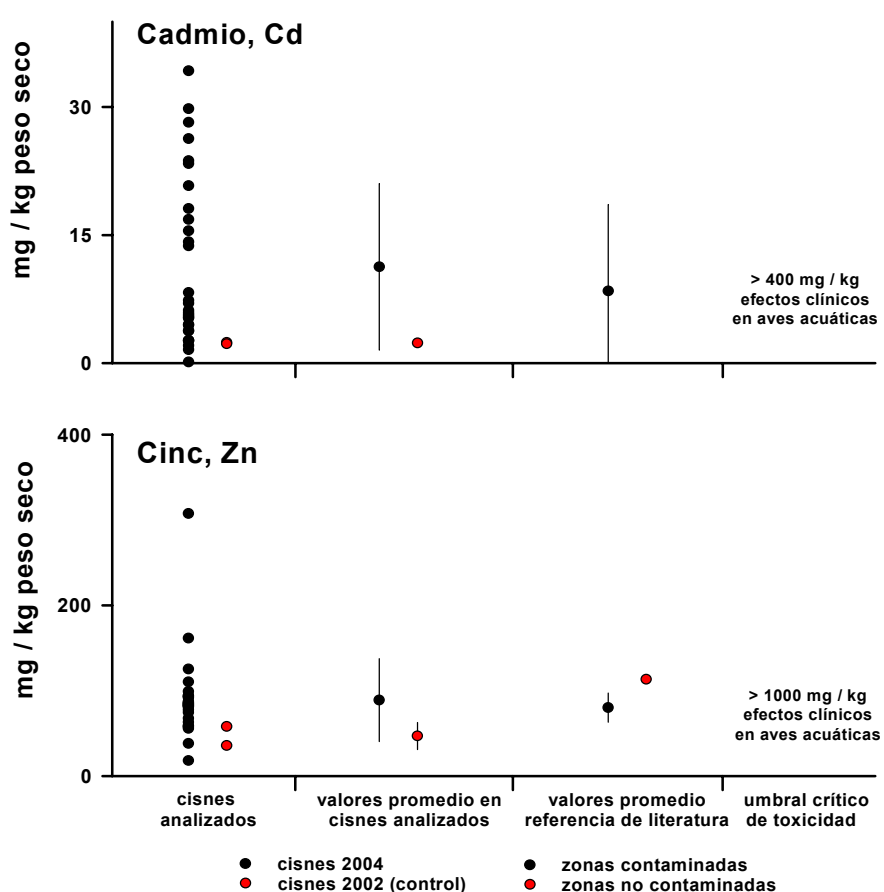 Cadmio, Cd
mg / kg peso seco
30
15
0
> 400 mg / kg
efectos clínicos
en aves acuáticas
Cinc, Zn
mg / kg peso seco
400
200
0
> 1000 mg / kg
efectos clínicos
en aves acuáticas
cisnes
analizados
valores promedio en
cisnes analizados
valores promedio
referencia de literatura
umbral crítico
de toxicidad
cisnes 2004
cisnes 2002 (control)
zonas contaminadas
zonas no contaminadas